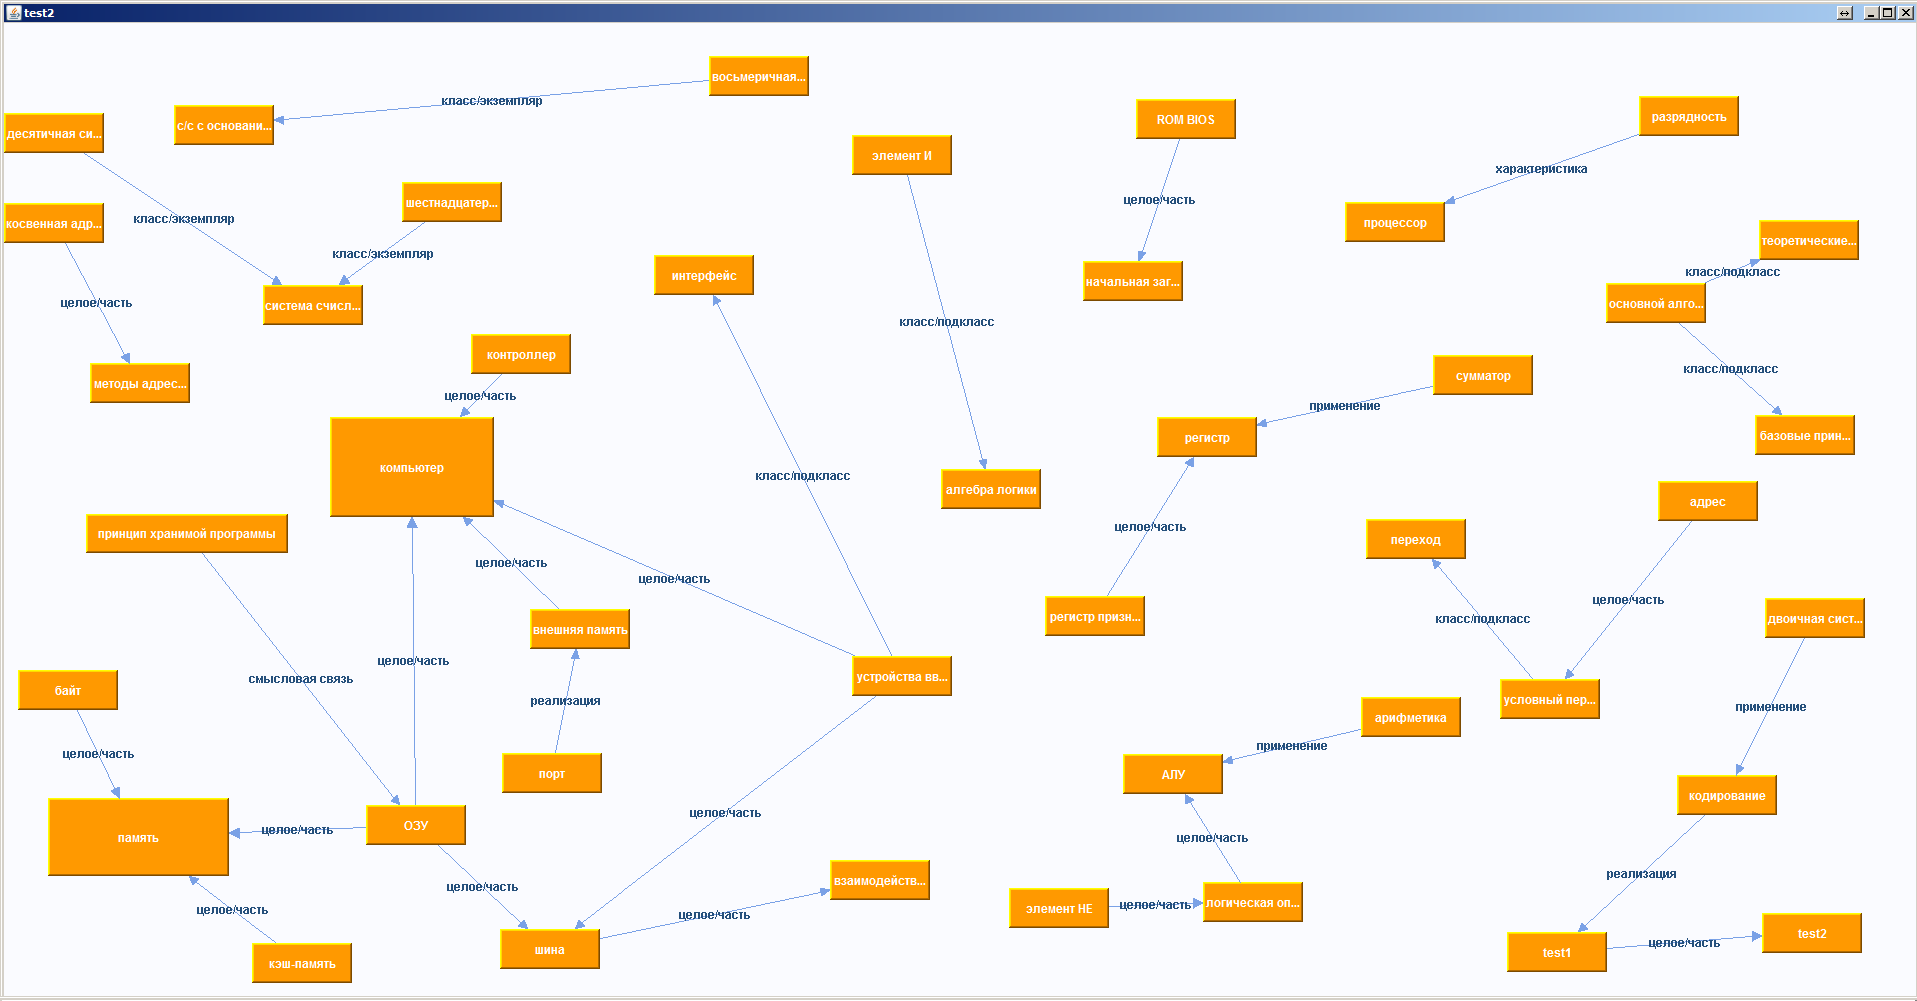 test2
восьмеричная...
класс/экземпляр
с/с с основани...
десятичная си...
ROM BIOS
разрядность
элемент И
характеристика
шестнадцатер...
целое/часть
косвенная адр...
класс/экземпляр
процессор
теоретические...
класс/экземпляр
интерфейс
начальная заг...
класс/подкласс
целое/часть
система счисл...
основной алго...
класс/подкласс
контроллер
класс/подкласс
методы адрес...
сумматор
целое/часть
применение
компьютер
регистр
базовые прин...
класс/подкласс
алгебра логики
адрес
принцип хранимой программы
целое/часть
переход
целое/часть
целое/часть
целое/часть
внешняя память
регистр призн...
класс/подкласс
двоичная сист...
целое/часть
смысловая связь
устройства вв...
байт
реализация
условный пер...
применение
арифметика
целое/часть
применение
порт
АЛУ
кодирование
целое/часть
память
целое/часть
ОЗУ
целое/часть
целое/часть
взаимодейств...
реализация
целое/часть
целое/часть
элемент НЕ
целое/часть
логическая оп...
шина
кэш-память
test1
целое/часть
test2